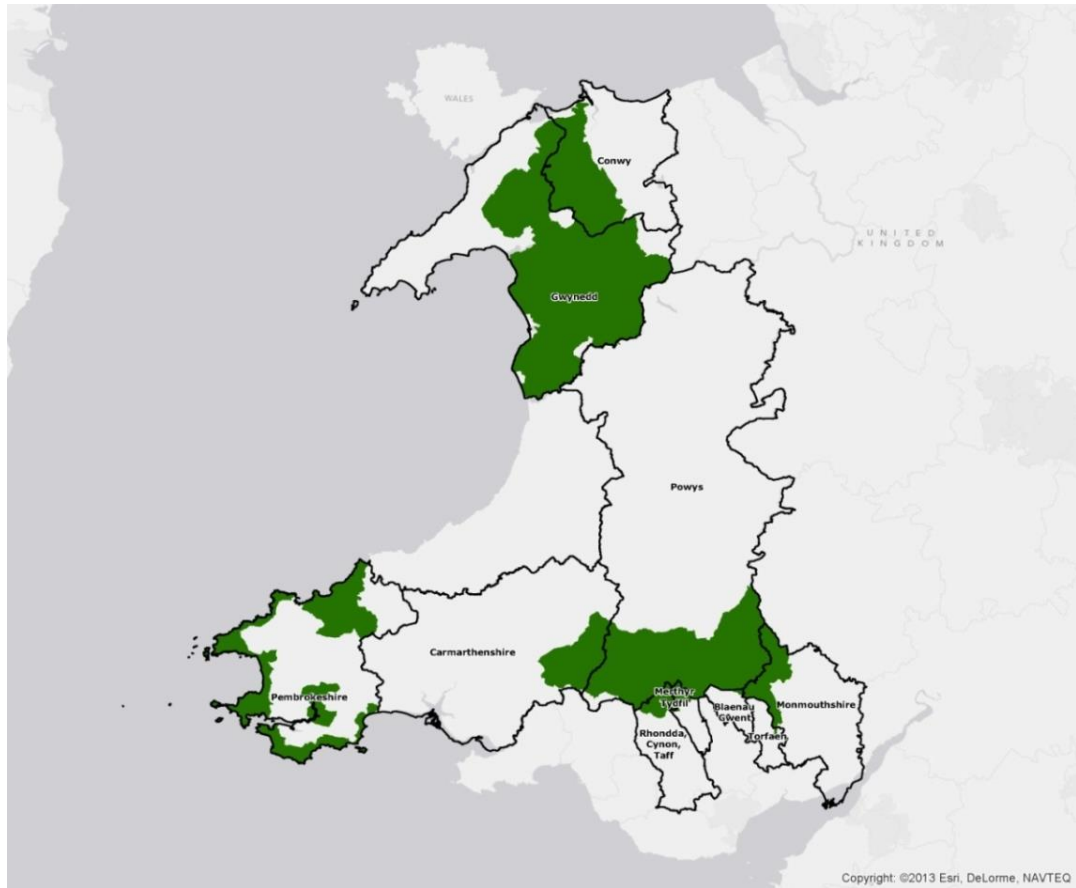 WALES
Conwy
UNITED
KINGDOM
Gwynedd
Powys
Carmarthenshire
Pembrokeshire
Merthyr
Tydfil
Blaenau
Gwent
Monmouthshire
Torfaen
Rhondda,
Cynon,
Taff
Copyright: ©2013 Esri, DeLorme, NAVTEQ